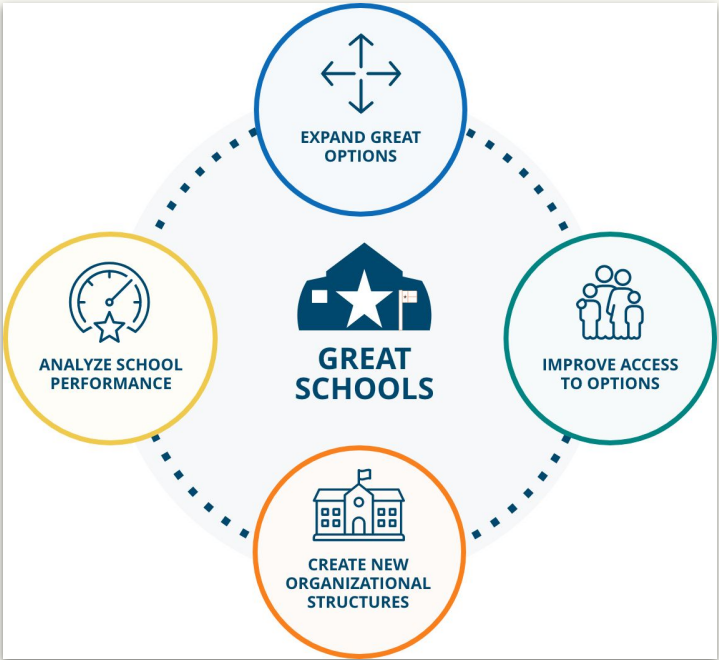 EXPAND GREAT
OPTIONS
ANALYZE SCHOOL
PERFORMANCE
GREAT
SCHOOLS
IMPROVE ACCESS
TO OPTIONS
CREATE NEW
ORGANIZATIONAL
STRUCTURES